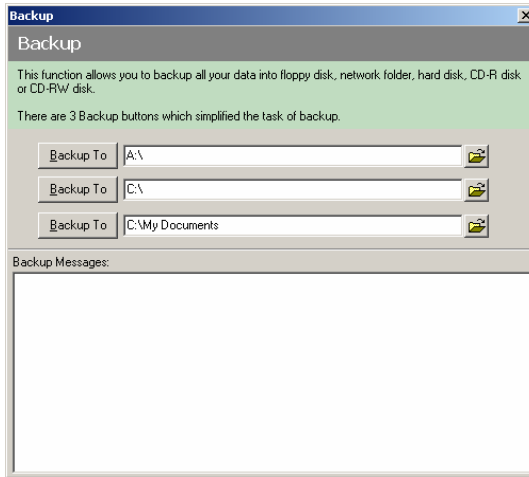 Backup
Backup
This function allows you to backup all your data into floppy disk, network folder, hard disk, CD-R disk
or CD-RW disk.
There are 3 Backup buttons which simplified the task of backup.
Backup To A:\
Backup To C:\
Backup To C:\My Documents
Backup Messages: